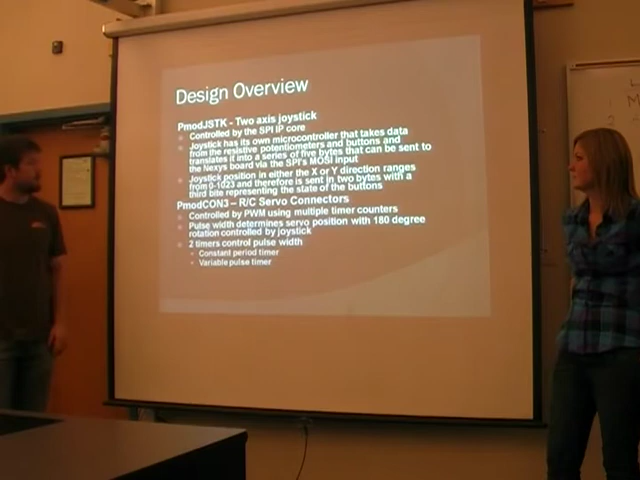 Design Overview
PmodJSTK - Two axis joystick
Controlled by the SPI IP core
Joystick has its own microcontroller that takes data
from the resistive potentiometers and buttons and
translates it into a series of five bytes that can be sent to
the Nexys board via the SPI's MOSI input
Joystick position in either the X or Y direction ranges
from 0-1023 and therefore is sent in two bytes with a
third bite representing the state of the buttons
PmodCON3 - R/C Servo Connectors
Controlled by PWM using multiple timer counters
Pulse width determines servo position with 180 degree
rotation controlled by joystick
2 timers control pulse width
Constant period timer
Variable pulse timer